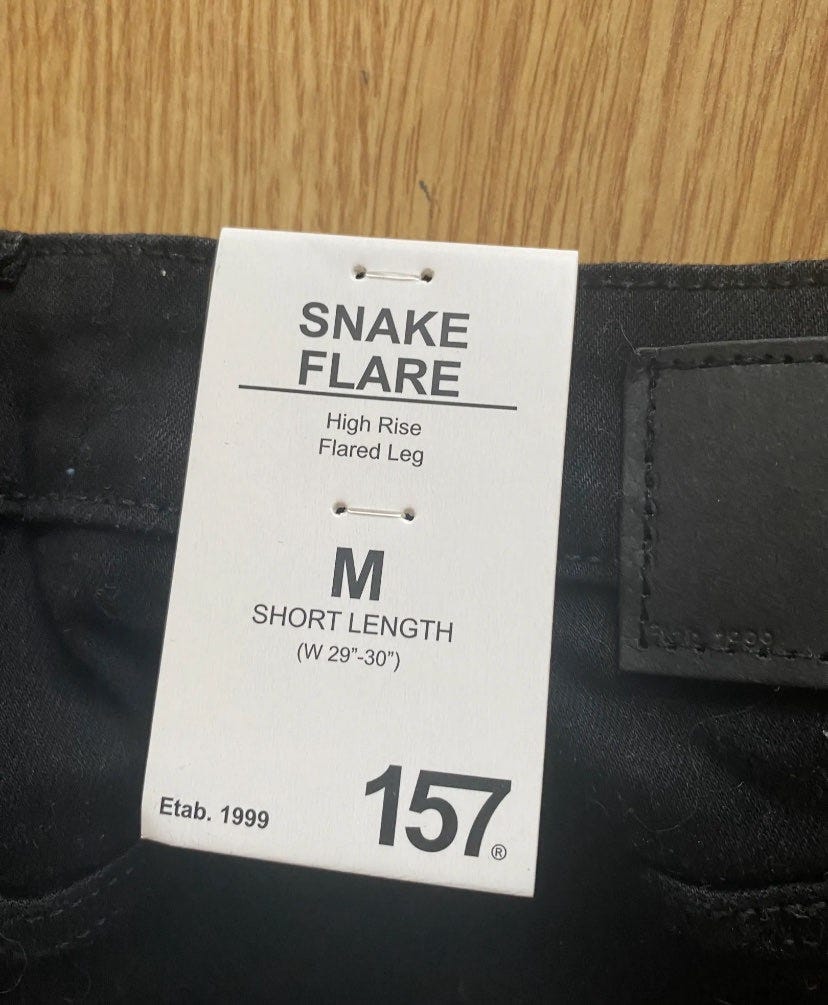 SNAKE
FLARE
High Rise
Flared Leg
M
SHORT LENGTH
(W 29”-30”)
Etab. 1999
157®